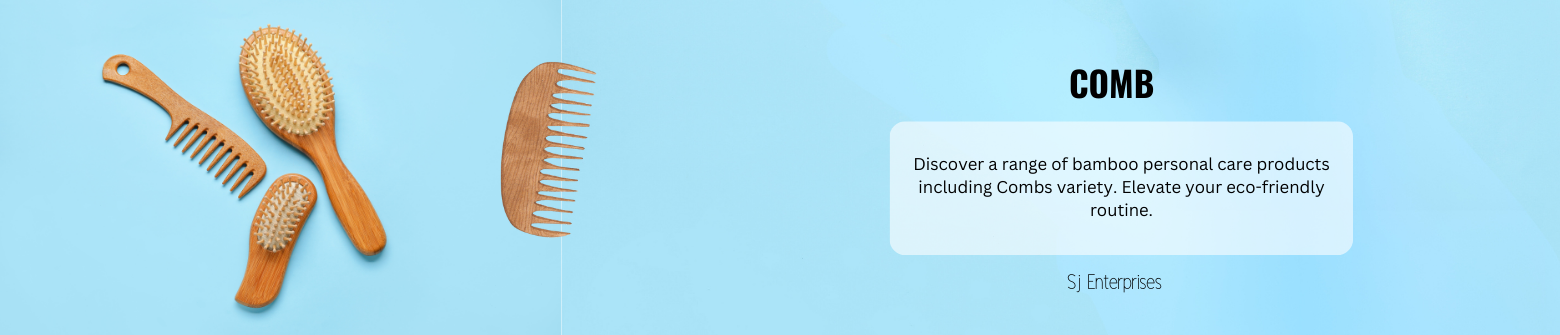 COMB
Discover a range of bamboo personal care products
including Combs variety. Elevate your eco-friendly
routine.
Sj Enterprises